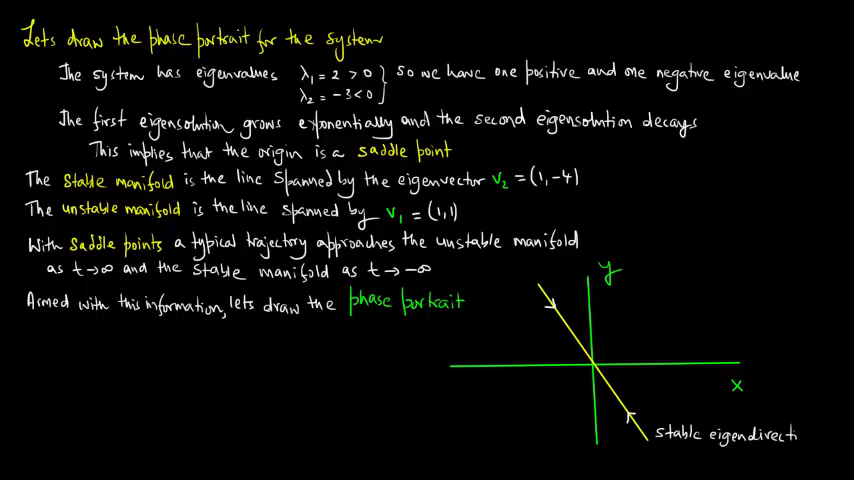 Lets draw the phase portrait for the system
The system has eigenvalues λ₁ = 2 > 0 } so we have one positive and one negative eigenvalue
λ₂ = -3 < 0
The first eigensolution grows exponentially and the second eigensolution decays
This implies that the origin is a saddle point
The stable manifold is the line spanned by the eigenvector v₂ = (1, -4)
The unstable manifold is the line spanned by v₁ = (1,1)
With saddle points a typical trajectory approaches the unstable manifold
as t → ∞ and the stable manifold as t → -∞
Armed with this information, lets draw the phase portrait
y
x
stable eigendirecti